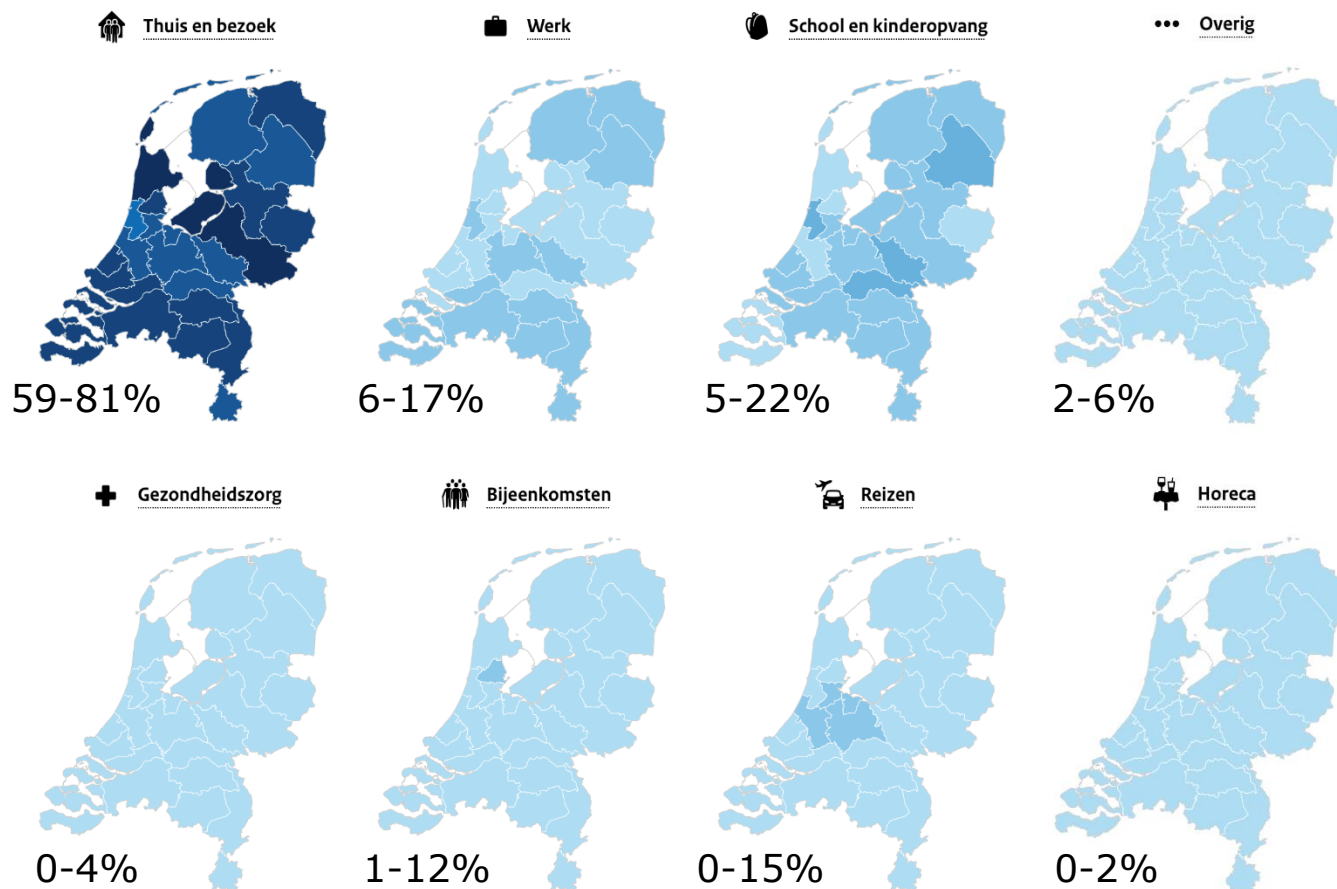 Thuis en bezoek
Werk
School en kinderopvang
Overig
59-81%
6-17%
5-22%
2-6%
Gezondheidszorg
Bijeenkomsten
Reizen
Horeca
0-4%
1-12%
0-15%
0-2%